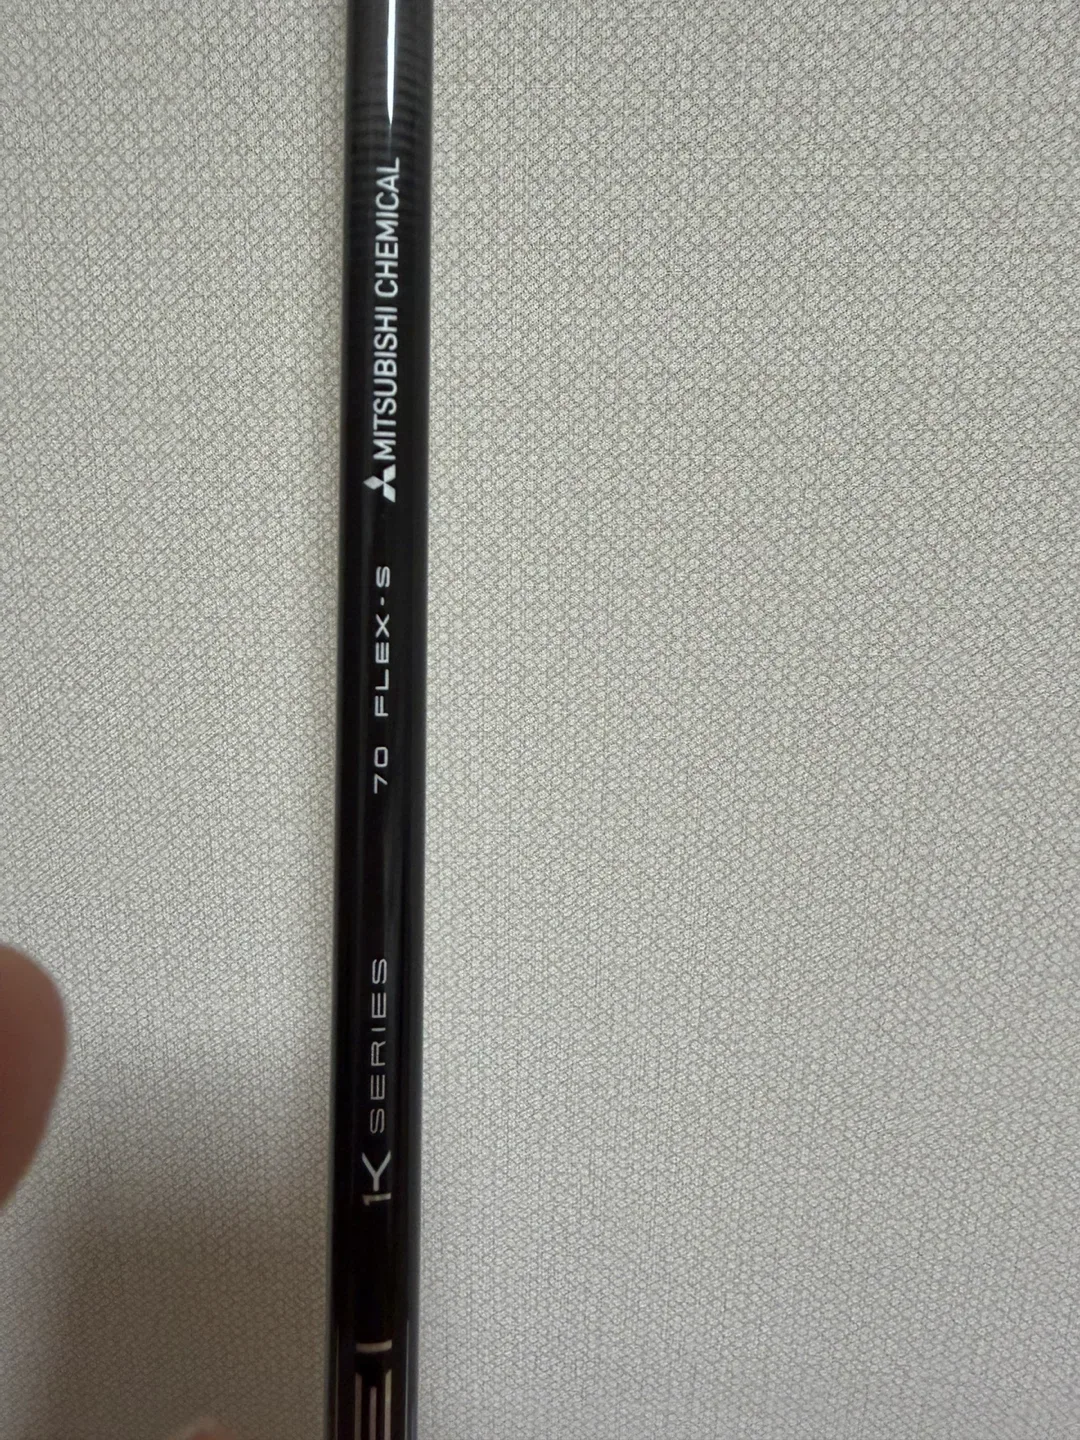 1K SERIES
70 FLEX-S
MITSUBISHI CHEMICAL